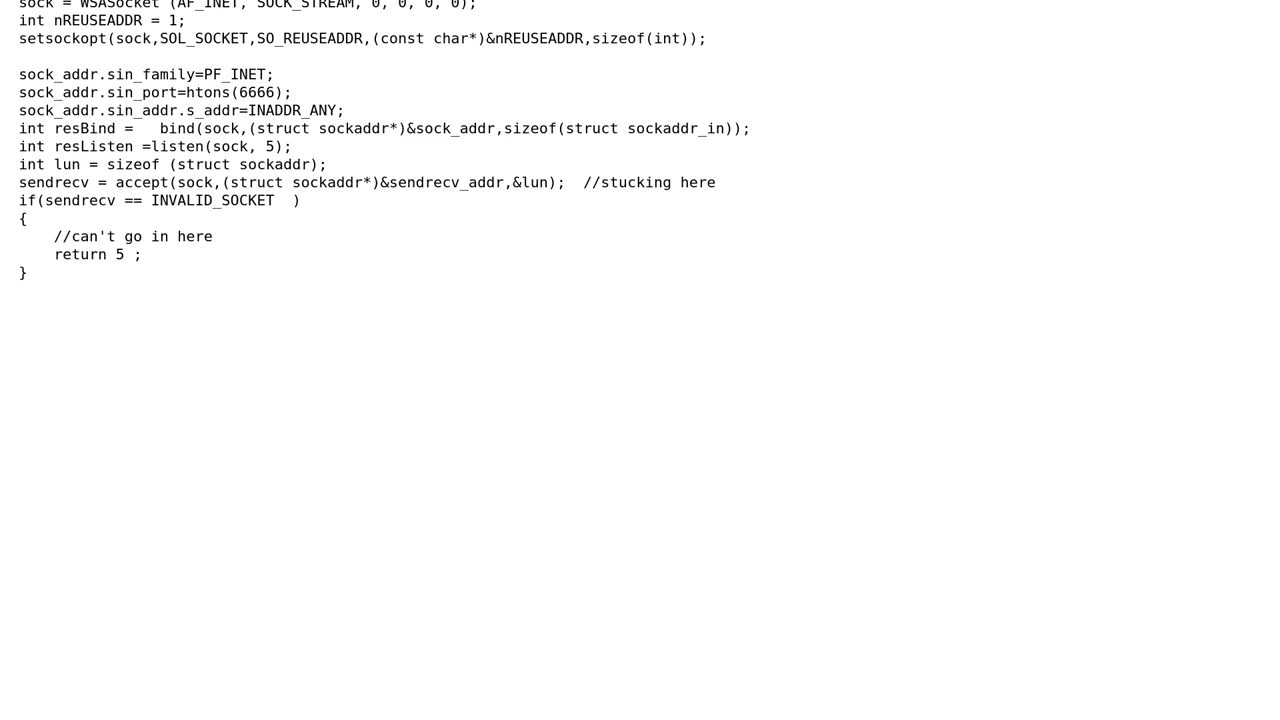 sock = WSASocket (AF_INET, SOCK_STREAM, 0, 0, 0, 0);
int nREUSEADDR = 1;
setsockopt(sock,SOL_SOCKET,SO_REUSEADDR,(const char*)&nREUSEADDR,sizeof(int));
sock_addr.sin_family=PF_INET;
sock_addr.sin_port=htons(6666);
sock_addr.sin_addr.s_addr=INADDR_ANY;
int resBind =   bind(sock,(struct sockaddr*)&sock_addr,sizeof(struct sockaddr_in));
int resListen =listen(sock, 5);
int lun = sizeof (struct sockaddr);
sendrecv = accept(sock,(struct sockaddr*)&sendrecv_addr,&lun);  //stucking here
if(sendrecv == INVALID_SOCKET  )
{
    //can't go in here
    return 5 ;
}